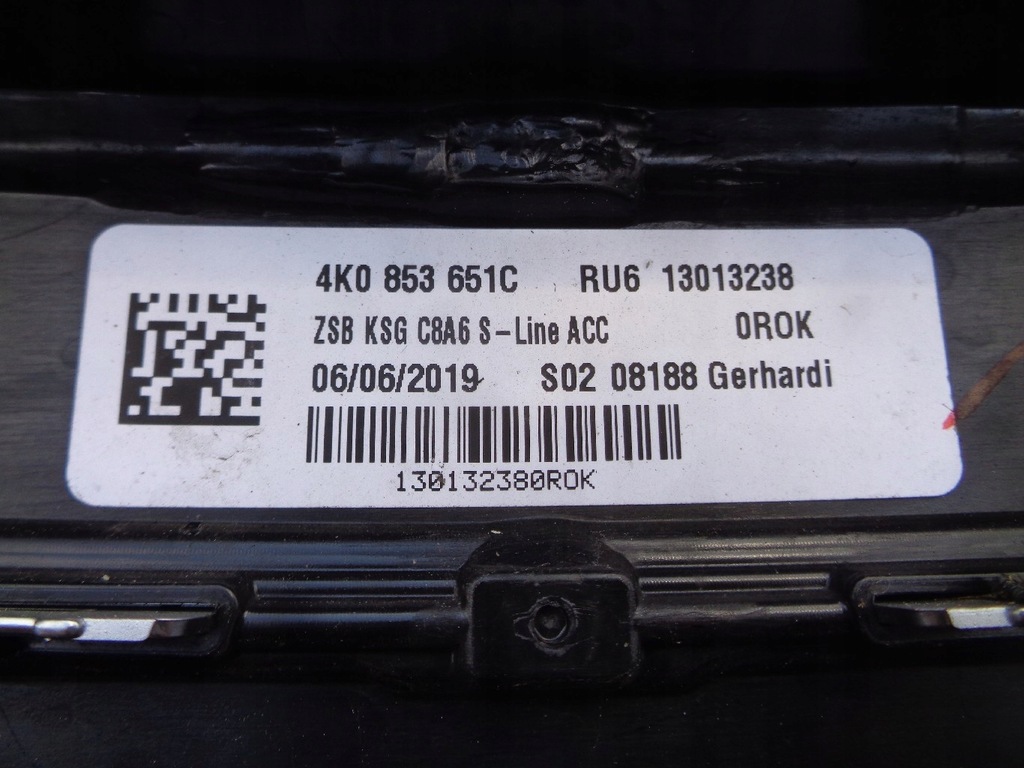 4K0 853 651C RU6 13013238
ZSB KSG C8A6 S-Line ACC 0ROK
06/06/2019 S02 08188 Gerhardi
130132380ROK